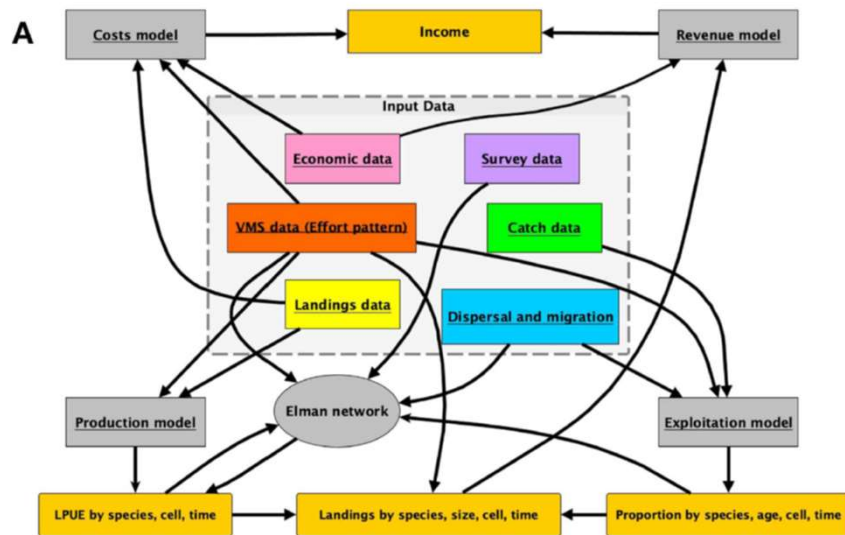 A
Costs model
Income
Revenue model
Input Data
Economic data
Survey data
VMS data (Effort pattern)
Catch data
Landings data
Dispersal and migration
Production model
Elman network
Exploitation model
LPUE by species, cell, time
Landings by species, size, cell, time
Proportion by species, age, cell, time